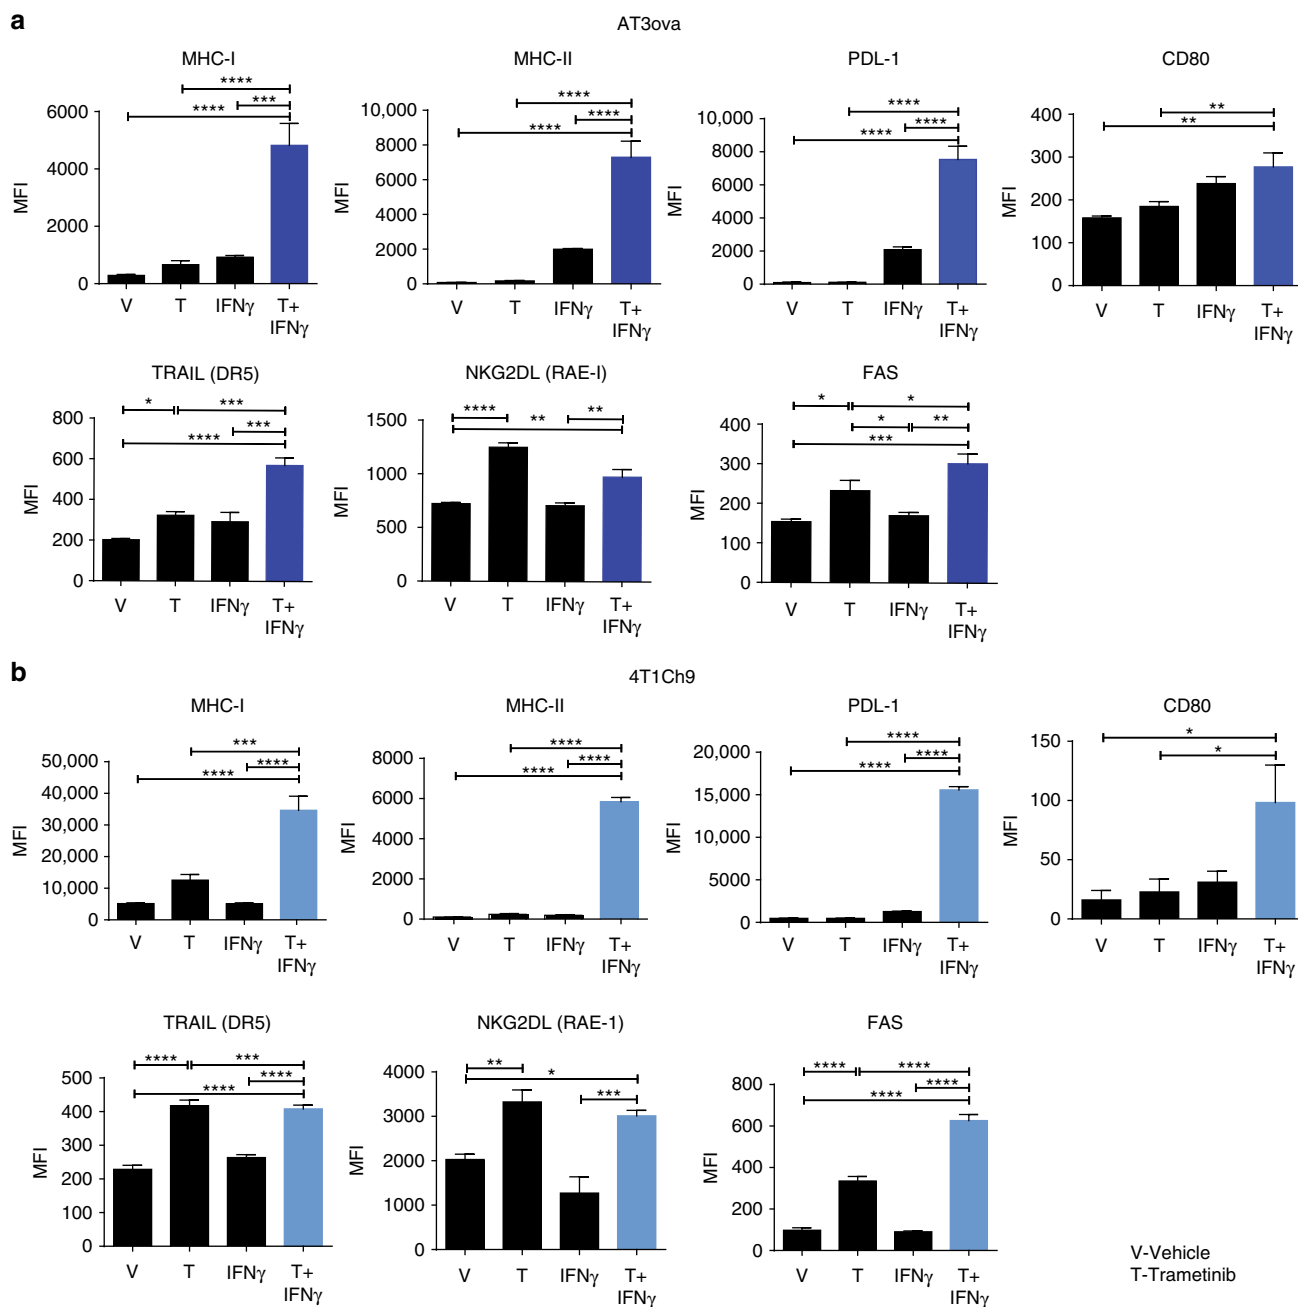 a
AT3ova
MHC-I
MFI
6000
4000
2000
0
**** 
***
****
V T IFNγ T+
IFNγ
MHC-II
MFI
10,000
8000
6000
4000
2000
0
****
****
****
V T IFNγ T+
IFNγ
PDL-1
MFI
10,000
8000
6000
4000
2000
0
****
****
****
V T IFNγ T+
IFNγ
CD80
MFI
400
300
200
100
0
**
**
V T IFNγ T+
IFNγ
TRAIL (DR5)
MFI
800
600
400
200
0
* ***
***
****
V T IFNγ T+
IFNγ
NKG2DL (RAE-I)
MFI
1500
1000
500
0
**** **
**
V T IFNγ T+
IFNγ
FAS
MFI
400
300
200
100
0
* *
* **
***
V T IFNγ T+
IFNγ
b
4T1Ch9
MHC-I
MFI
50,000
40,000
30,000
20,000
10,000
0
***
****
****
V T IFNγ T+
IFNγ
MHC-II
MFI
8000
6000
4000
2000
0
****
****
****
V T IFNγ T+
IFNγ
PDL-1
MFI
20,000
15,000
10,000
5000
0
****
****
****
V T IFNγ T+
IFNγ
CD80
MFI
150
100
50
0
*
*
V T IFNγ T+
IFNγ
TRAIL (DR5)
MFI
500
400
300
200
100
0
**** ***
****
****
V T IFNγ T+
IFNγ
NKG2DL (RAE-1)
MFI
4000
3000
2000
1000
0
**
*
***
V T IFNγ T+
IFNγ
FAS
MFI
800
600
400
200
0
**** ****
****
****
V T IFNγ T+
IFNγ
V-Vehicle
T-Trametinib